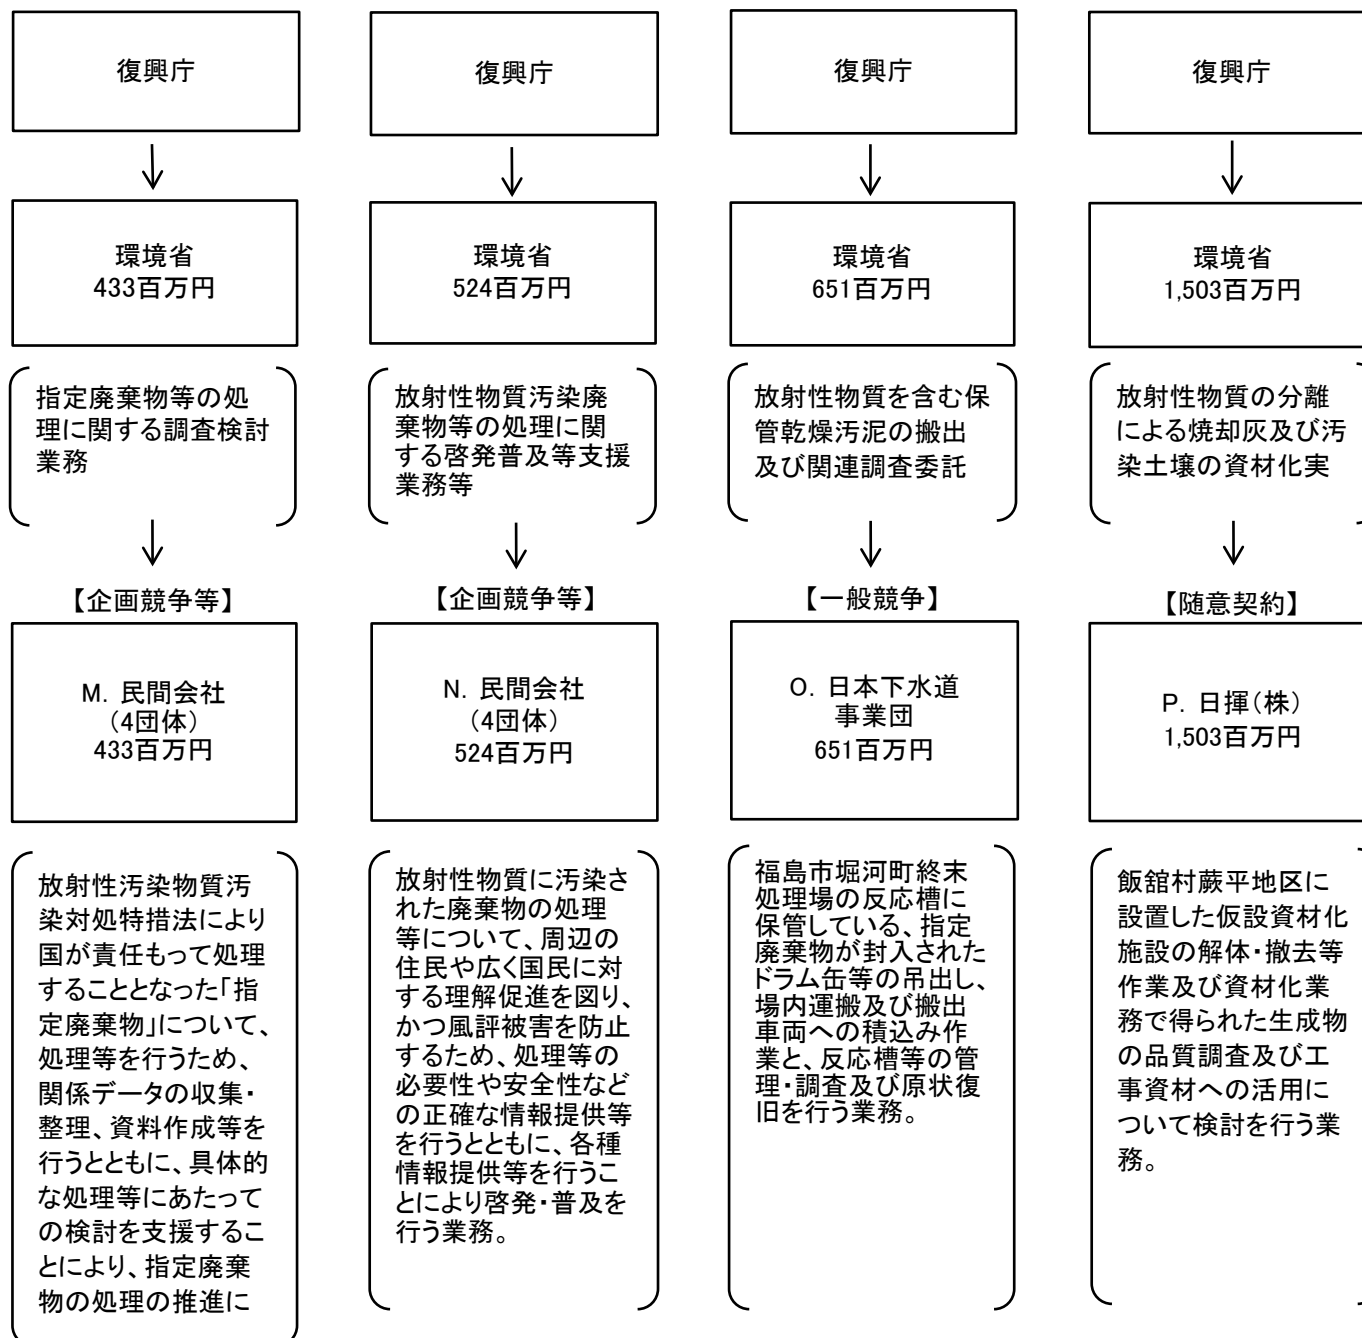 復興庁
環境省
433百万円
指定廃棄物等の処
理に関する調査検討
業務
【企画競争等】
M. 民間会社
(4団体)
433百万円
放射性汚染物質汚
染対処特措法により
国が責任もって処理
することとなった「指
定廃棄物」について、
処理等を行うため、
関係データの収集・
整理、資料作成等を
行うとともに、具体的
な処理等にあたって
の検討を支援するこ
とにより、指定廃棄
物の処理の推進に
復興庁
環境省
524百万円
放射性物質汚染廃
棄物等の処理に関
する啓発普及等支援
業務等
【企画競争等】
N. 民間会社
(4団体)
524百万円
放射性物質に汚染さ
れた廃棄物の処理
等について、周辺の
住民や広く国民に対
する理解促進を図り、
かつ風評被害を防止
するため、処理等の
必要性や安全性など
の正確な情報提供等
を行うとともに、各種
情報提供等を行うこ
とにより啓発・普及を
行う業務。
復興庁
環境省
651百万円
放射性物質を含む保
管乾燥汚泥の搬出
及び関連調査委託
【一般競争】
O. 日本下水道
事業団
651百万円
福島市堀河町終末
処理場の反応槽に
保管している、指定
廃棄物が封入された
ドラム缶等の吊出し、
場内運搬及び搬出
車両への積込み作
業と、反応槽等の管
理・調査及び原状復
旧を行う業務。
復興庁
環境省
1,503百万円
放射性物質の分離
による焼却灰及び汚
染土壌の資材化実
【随意契約】
P. 日揮(株)
1,503百万円
飯舘村蕨平地区に
設置した仮設資材化
施設の解体・撤去等
作業及び資材化業
務で得られた生成物
の品質調査及び工
事資材への活用に
ついて検討を行う業
務。